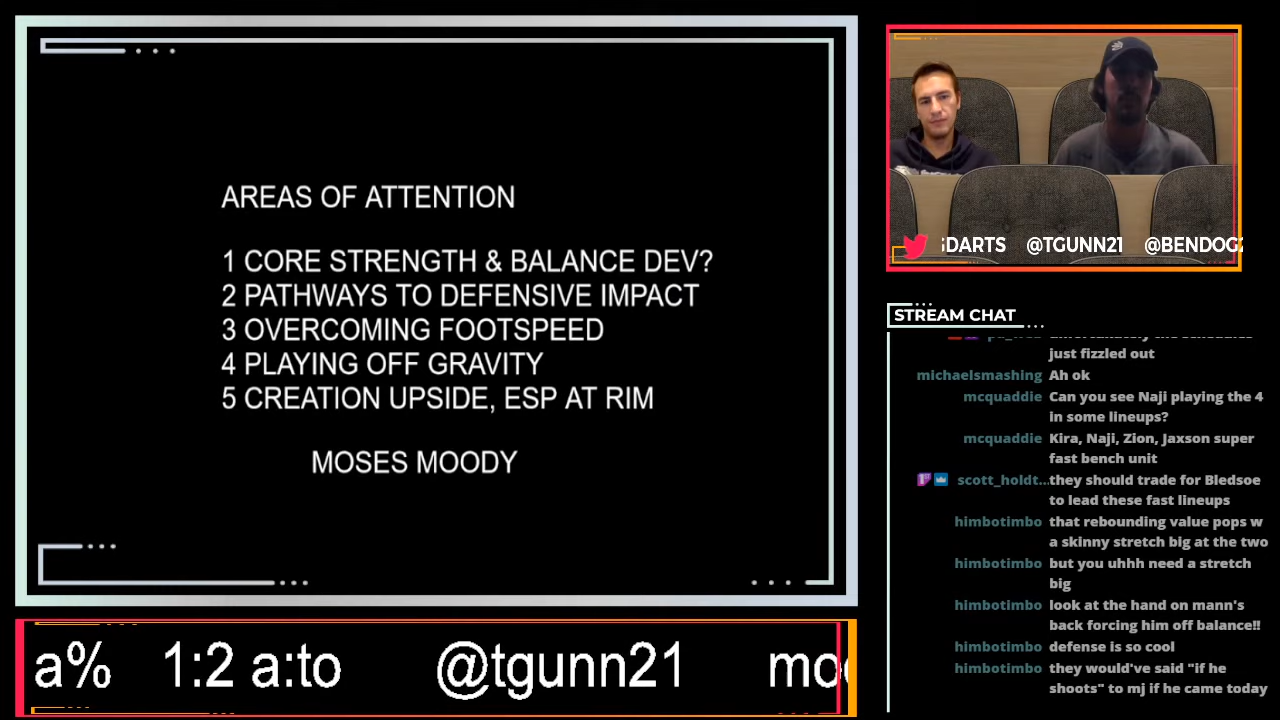 AREAS OF ATTENTION
1 CORE STRENGTH & BALANCE DEV?
2 PATHWAYS TO DEFENSIVE IMPACT
3 OVERCOMING FOOTSPEED
4 PLAYING OFF GRAVITY
5 CREATION UPSIDE, ESP AT RIM
MOSES MOODY
a% 1:2 a:to @tgunn21
DARTS @TGUNN21 @BENDOG2
STREAM CHAT
just fizzled out
michaelsmashing Ah ok
mcquaddie Can you see Naji playing the 4
in some lineups?
mcquaddie Kira, Naji, Zion, Jaxson super
fast bench unit
scott_holdt... they should trade for Bledsoe
to lead these fast lineups
himbotimbo that rebounding value pops w
a skinny stretch big at the two
himbotimbo but you uhhh need a stretch
big
himbotimbo look at the hand on mann's
back forcing him off balance!!
himbotimbo defense is so cool
himbotimbo they would've said "if he
shoots" to mj if he came today